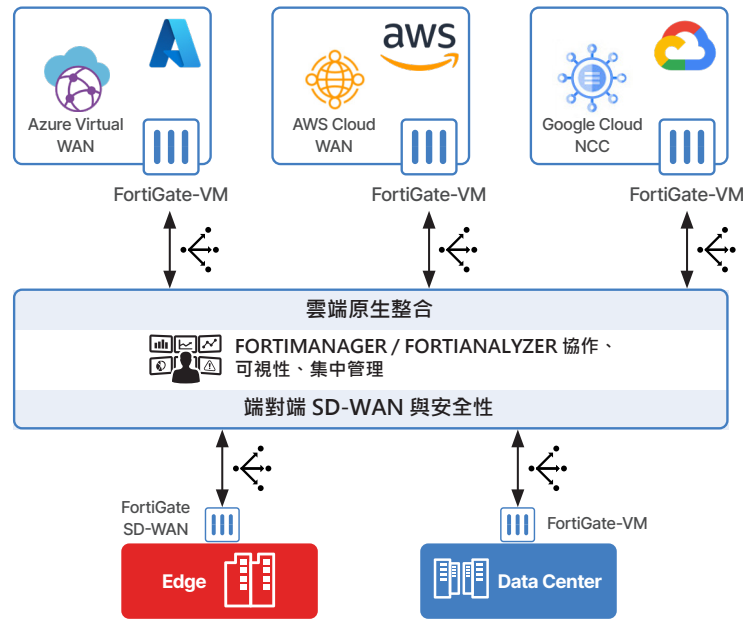 aws
Azure Virtual
WAN
AWS Cloud
WAN
Google Cloud
NCC
FortiGate-VM
FortiGate-VM
FortiGate-VM
雲端原生整合
FORTIMANAGER / FORTIANALYZER 協作、
可視性、集中管理
端對端 SD-WAN 與安全性
FortiGate
SD-WAN
FortiGate-VM
Edge
Data Center